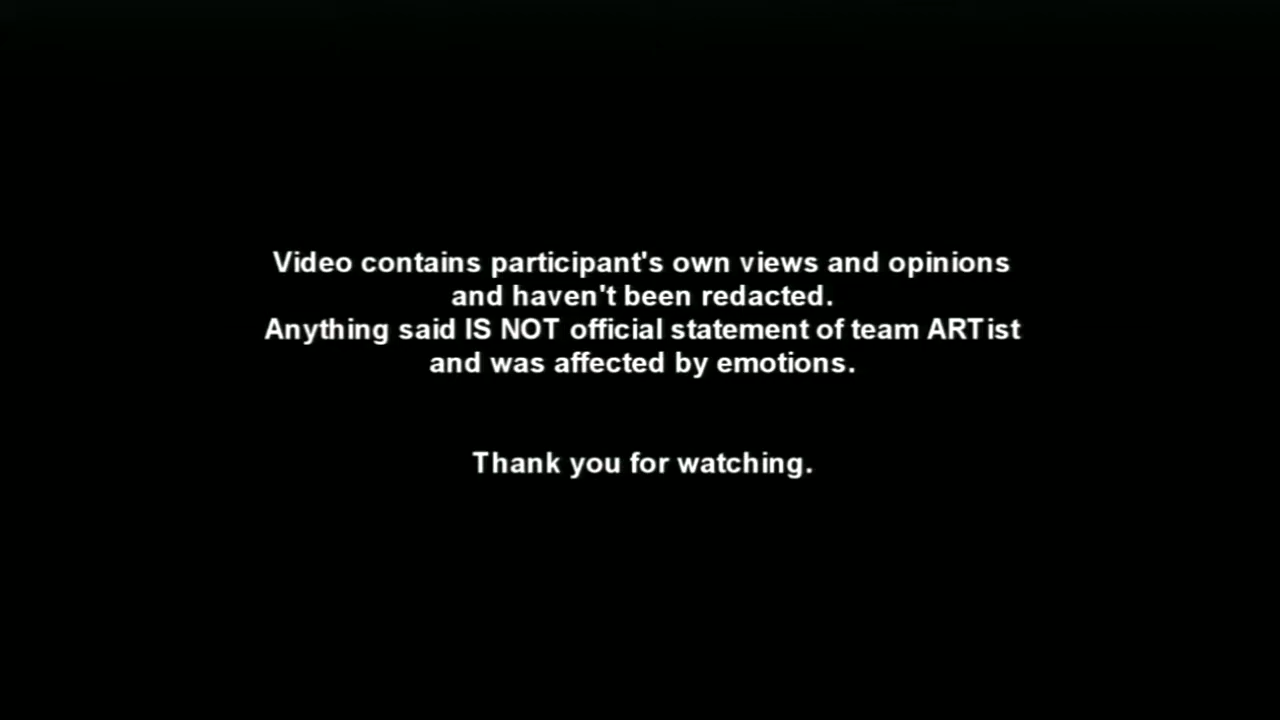 Video contains participant's own views and opinions
and haven't been redacted.
Anything said IS NOT official statement of team ARTist
and was affected by emotions.
Thank you for watching.